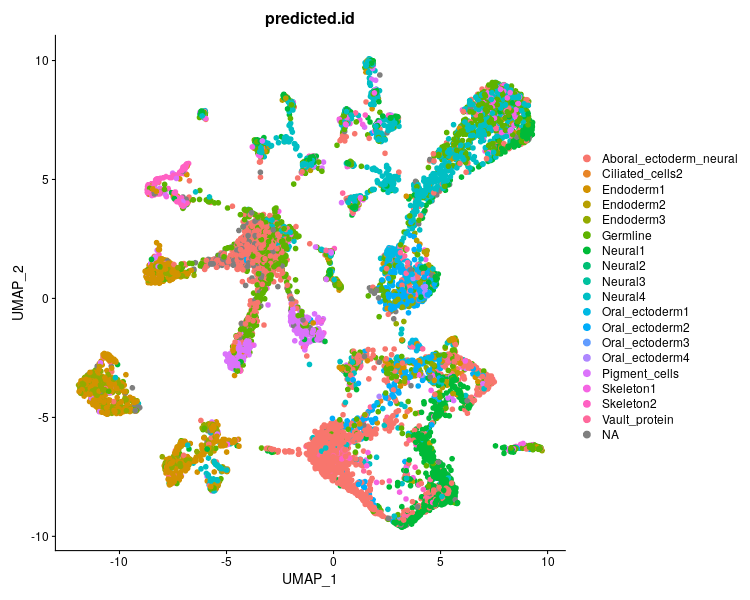 predicted.id
10
5
0
-5
-10
UMAP_2
-10
-5
0
5
10
UMAP_1
Aboral_ectoderm_neural
Ciliated_cells2
Endoderm1
Endoderm2
Endoderm3
Germline
Neural1
Neural2
Neural3
Neural4
Oral_ectoderm1
Oral_ectoderm2
Oral_ectoderm3
Oral_ectoderm4
Pigment_cells
Skeleton1
Skeleton2
Vault_protein
NA